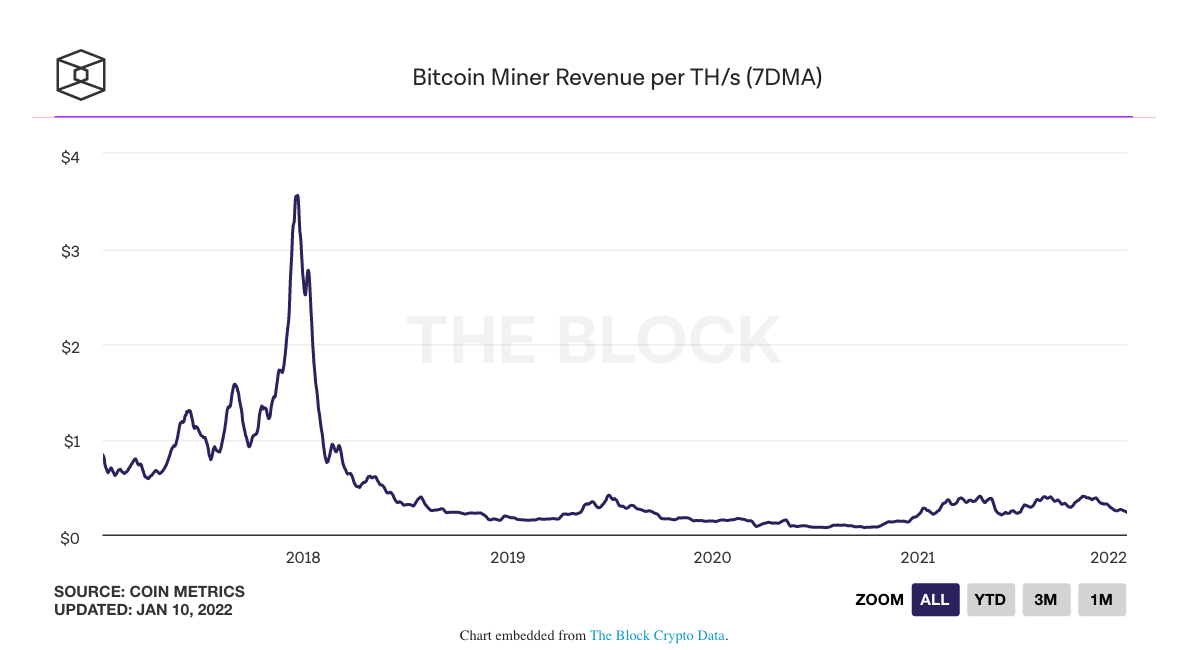 Bitcoin Miner Revenue per TH/s (7DMA)
$4
$3
$2
$1
$0
THE BLOCK
2018 2019 2020 2021 2022
SOURCE: COIN METRICS
UPDATED: JAN 10, 2022
ZOOM ALL YTD 3M 1M
Chart embedded from The Block Crypto Data.